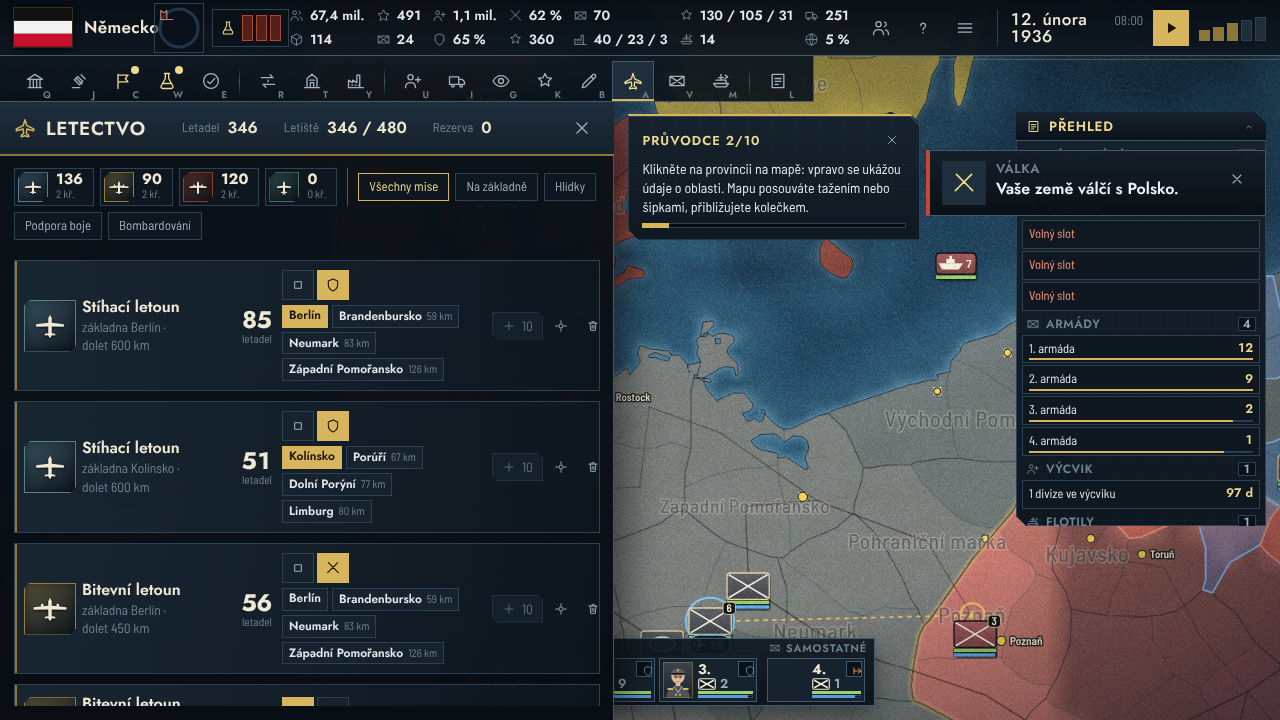 Německo
67,4 mil.
491
1,1 mil.
62 %
70
130 / 105 / 31
251
114
24
65 %
360
40 / 23 / 3
14
5 %
?
12. února
1936
08:00
Q
J
C
W
E
R
T
Y
U
I
G
K
B
A
V
M
L
LETECTVO
Letadel 346
Letiště 346 / 480
Rezerva 0
136
2 kř.
90
2 kř.
120
2 kř.
0
0 kř.
Všechny mise
Na základně
Hlídky
Podpora boje
Bombardování
Stíhací letoun
základna Berlín ·
dolet 600 km
85
letadel
Berlín
Brandenbursko 59 km
Neumark 83 km
Západní Pomořansko 126 km
+ 10
Stíhací letoun
základna Kolínsko ·
dolet 600 km
51
letadel
Kolínsko
Porúří 67 km
Dolní Porýní 77 km
Limburg 80 km
+ 10
Bitevní letoun
základna Berlín ·
dolet 450 km
56
letadel
Berlín
Brandenbursko 59 km
Neumark 83 km
Západní Pomořansko 126 km
+ 10
Bitevní letoun
PRŮVODCE 2/10
Klikněte na provincii na mapě: vpravo se ukážou
údaje o oblasti. Mapu posouváte tažením nebo
šipkami, přibližujete kolečkem.
PŘEHLED
VÁLKA
Vaše země válčí s Polsko.
Volný slot
Volný slot
Volný slot
ARMÁDY 4
1. armáda 12
2. armáda 9
3. armáda 2
4. armáda 1
VÝCVIK 1
1 divize ve výcviku 97 d
FLOTILY 1
7
Rostock
Východní Pom
Západní Pomořansko
Pohraniční marka
Kujavsko
Toruň
Poznaň
Poznaň
Neumark
6
3
SAMOSTATNÉ
9
3.
2
4.
1